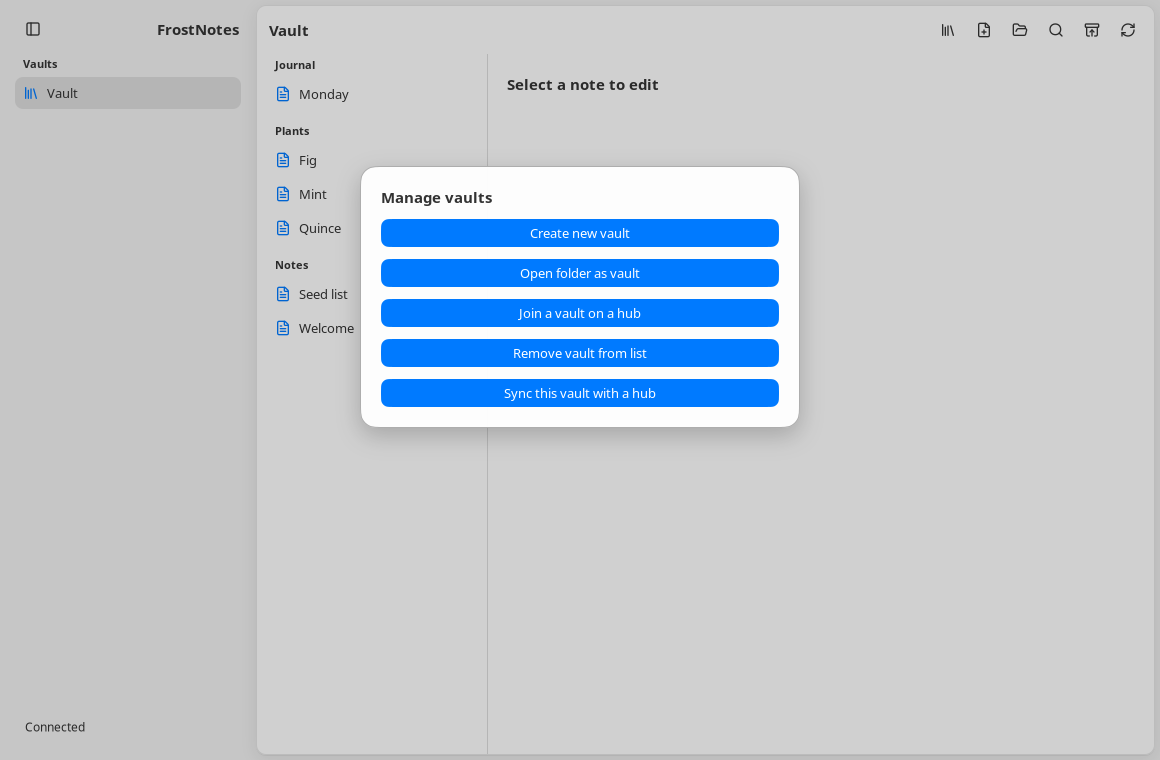 FrostNotes
Vaults
Vault
Connected
Vault
Journal
Monday
Plants
Fig
Mint
Quince
Notes
Seed list
Welcome
Select a note to edit
Manage vaults
Create new vault
Open folder as vault
Join a vault on a hub
Remove vault from list
Sync this vault with a hub